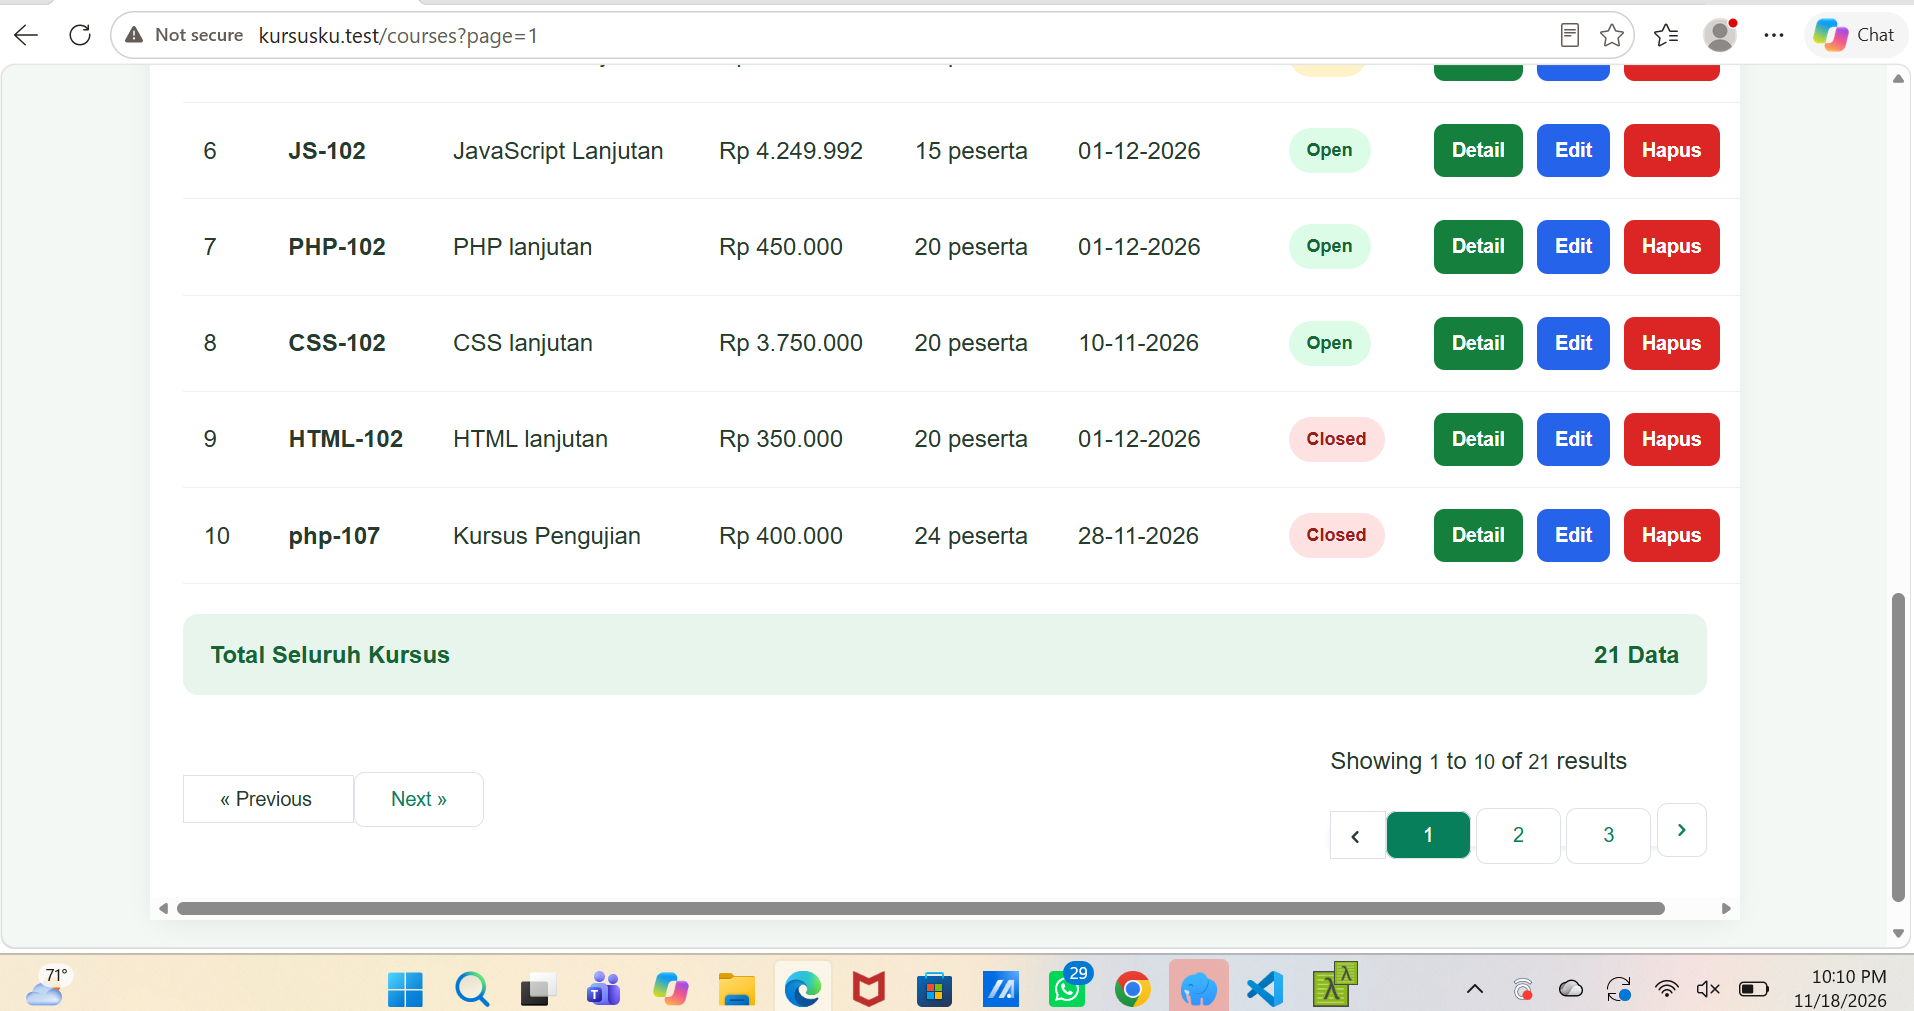 Not secure kursusku.test/courses?page=1 Chat
6 JS-102 JavaScript Lanjutan Rp 4.249.992 15 peserta 01-12-2026 Open Detail Edit Hapus
7 PHP-102 PHP lanjutan Rp 450.000 20 peserta 01-12-2026 Open Detail Edit Hapus
8 CSS-102 CSS lanjutan Rp 3.750.000 20 peserta 10-11-2026 Open Detail Edit Hapus
9 HTML-102 HTML lanjutan Rp 350.000 20 peserta 01-12-2026 Closed Detail Edit Hapus
10 php-107 Kursus Pengujian Rp 400.000 24 peserta 28-11-2026 Closed Detail Edit Hapus
Total Seluruh Kursus 21 Data
Showing 1 to 10 of 21 results
« Previous Next »
‹ 1 2 3 ›
71° 29 10:10 PM
11/18/2026